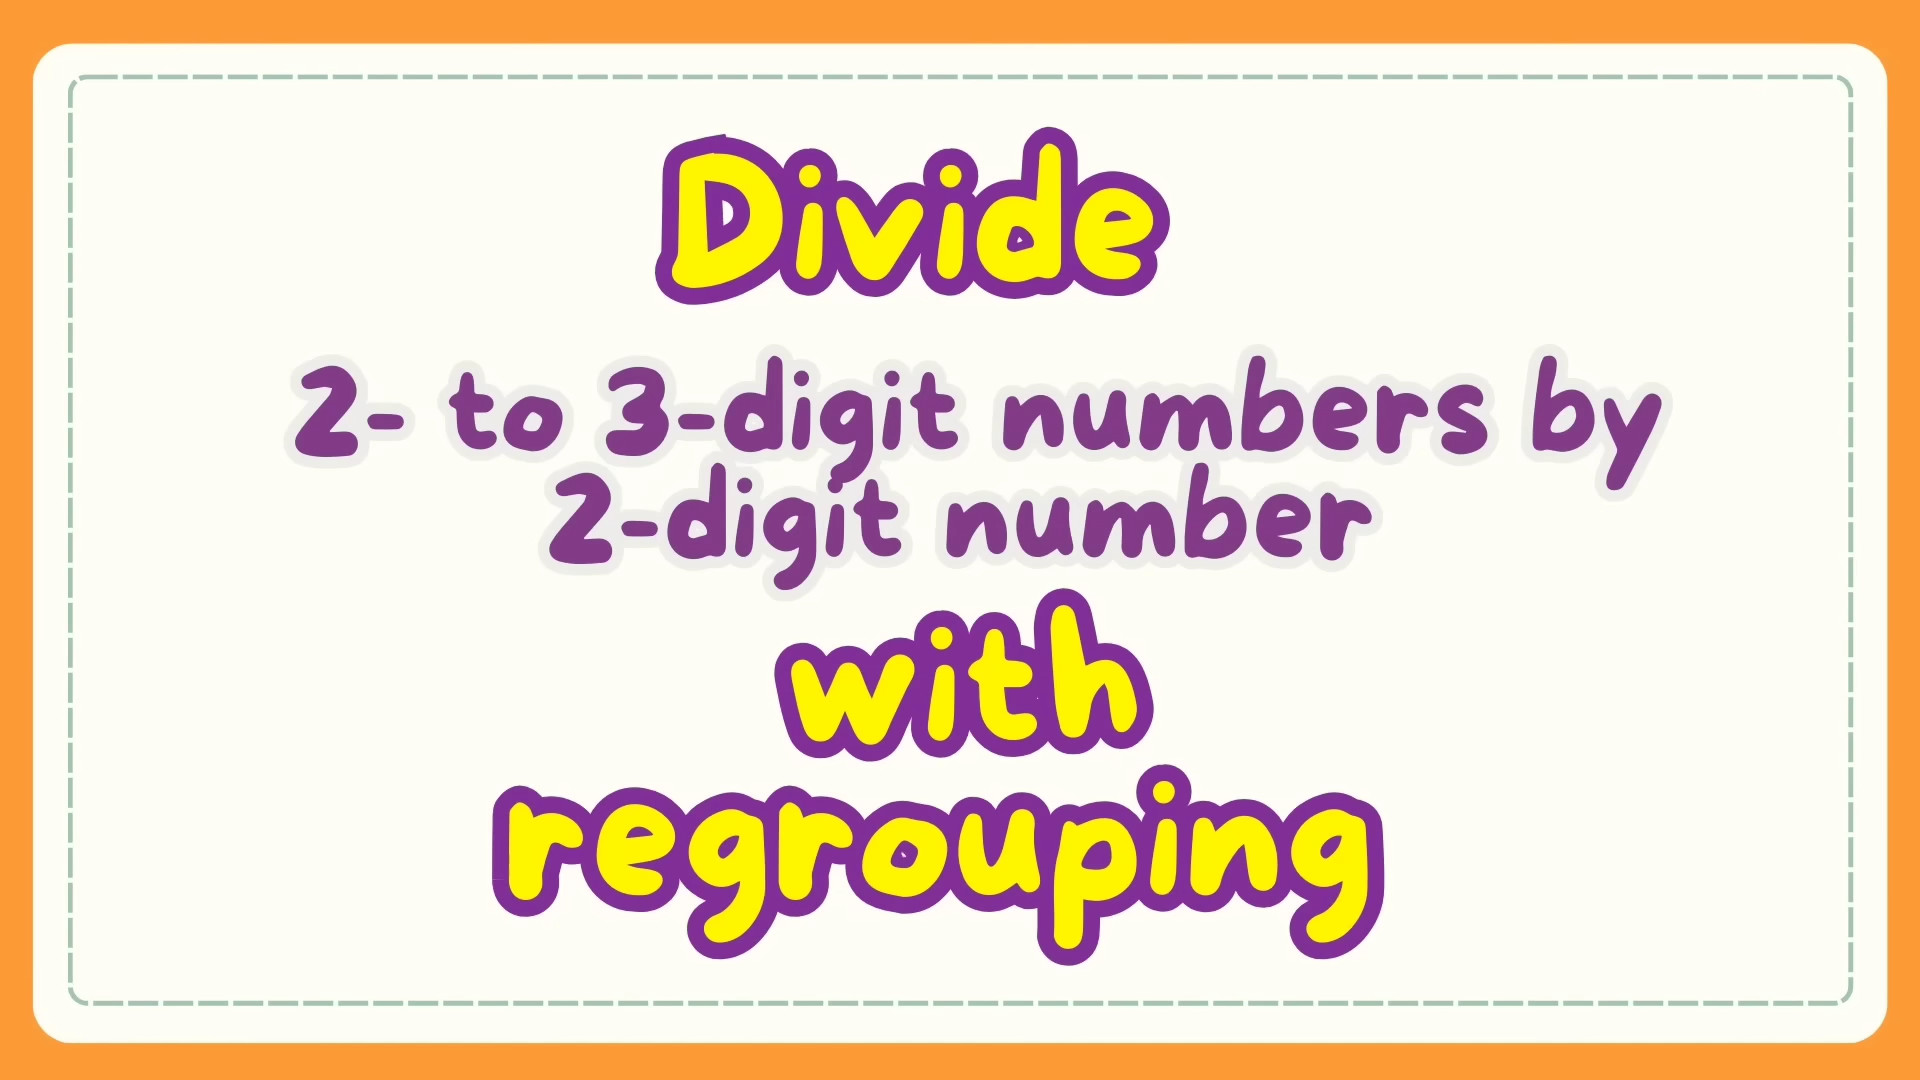 Divide
2- to 3-digit numbers by
2-digit number
with
regrouping